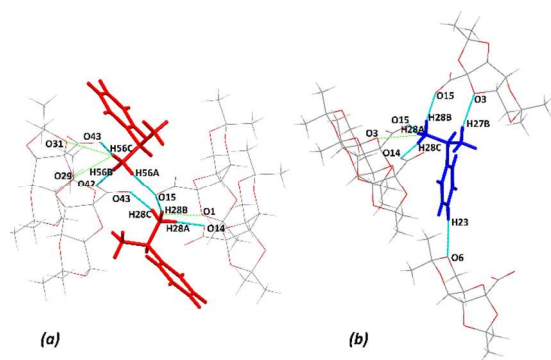 O31
O43
H56C
O29
H56B
H56A
O42
O43
O15
H28B
O1
H28C
H28A
O14
(a)
O15
O3
O15
H28B
H28A
O3
H27B
O14
H28C
H23
O6
(b)